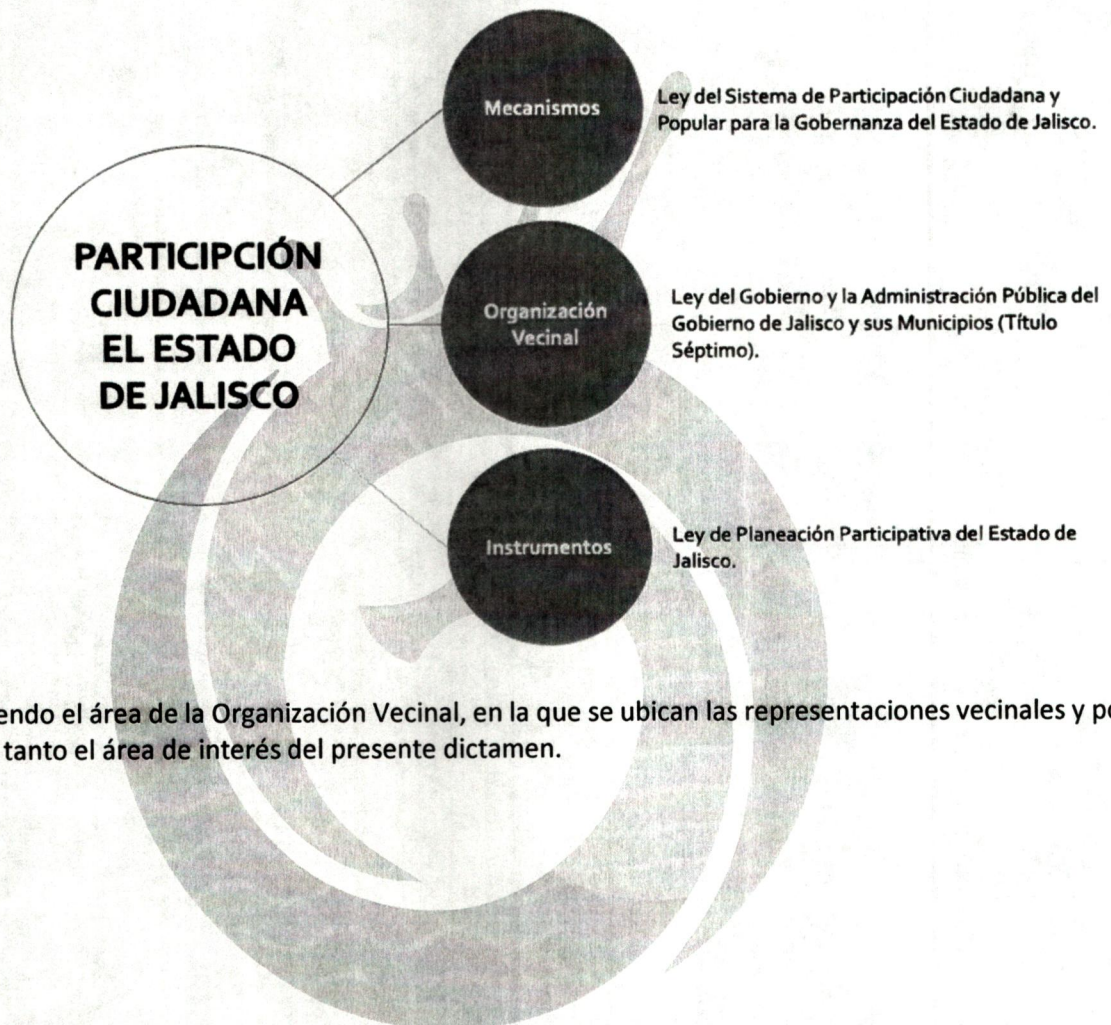 Mecanismos
Ley del Sistema de Participación Ciudadana y
Popular para la Gobernanza del Estado de Jalisco.
PARTICIPCIÓN
CIUDADANA
EL ESTADO
DE JALISCO
Organización
Vecinal
Ley del Gobierno y la Administración Pública del
Gobierno de Jalisco y sus Municipios (Título
Séptimo).
Instrumentos
Ley de Planeación Participativa del Estado de
Jalisco.
endo el área de la Organización Vecinal, en la que se ubican las representaciones vecinales y p
tanto el área de interés del presente dictamen.